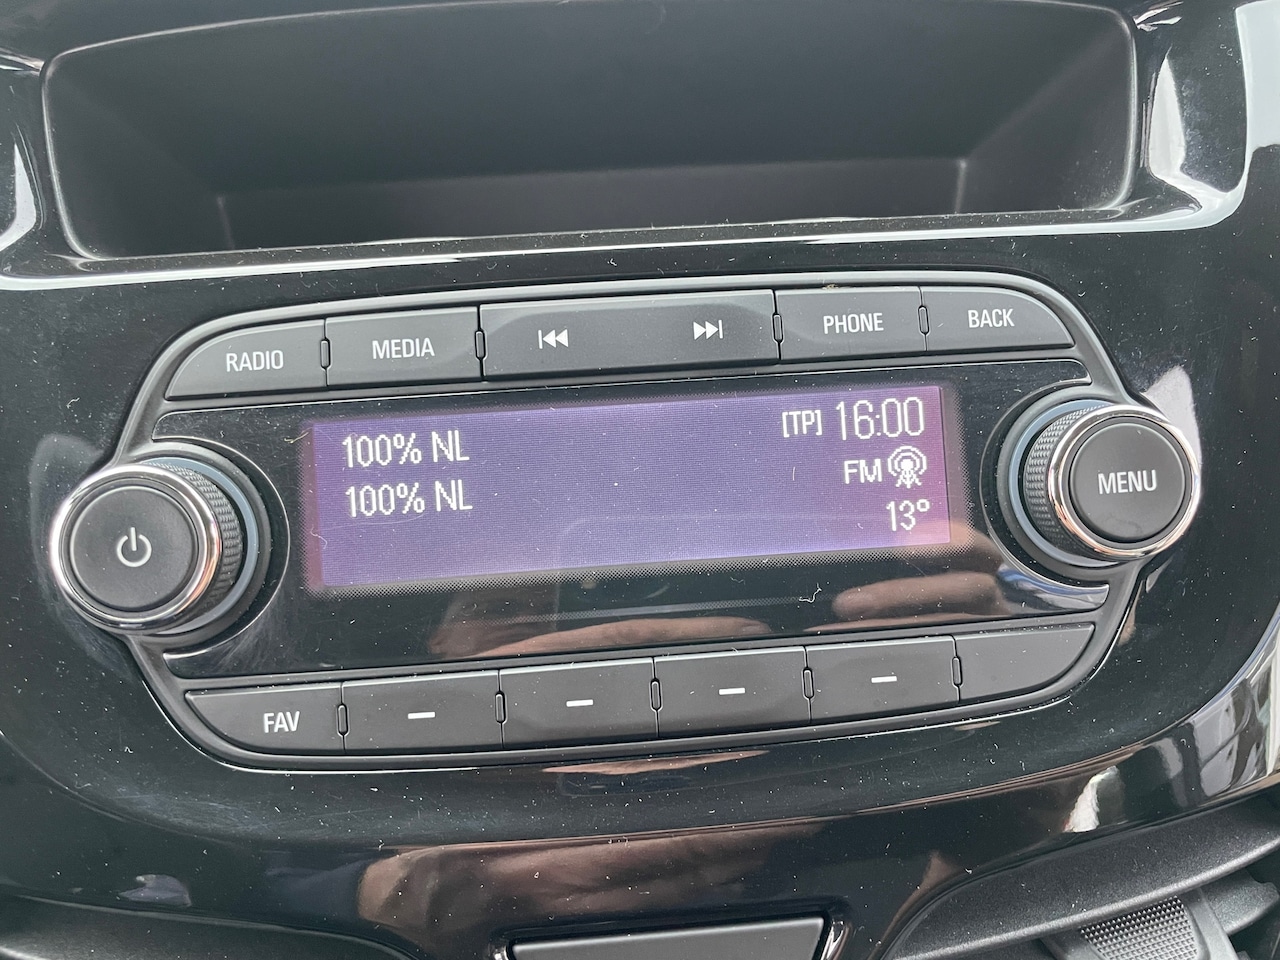 RADIO MEDIA PHONE BACK
100% NL [TP] 16:00
100% NL FM
13°
MENU
FAV